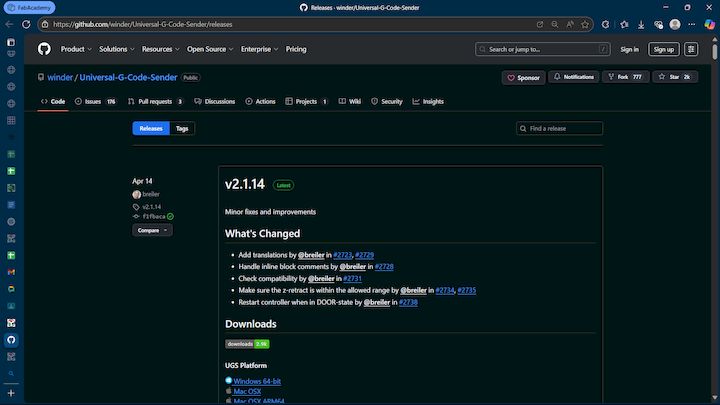 FabAcademy
Releases · winder/Universal-G-Code-Sender
https://github.com/winder/Universal-G-Code-Sender/releases
Product Solutions Resources Open Source Enterprise Pricing
Search or jump to... /
Sign in Sign up
winder / Universal-G-Code-Sender Public
Sponsor Notifications Fork 777 Star 2k
Code Issues 176 Pull requests 3 Discussions Actions Projects 1 Wiki Security Insights
Releases Tags
Find a release
Apr 14
breiler
v2.1.14
f1fbaca
Compare
v2.1.14 Latest
Minor fixes and improvements
What's Changed
Add translations by @breiler in #2723, #2729
Handle inline block comments by @breiler in #2728
Check compatibility by @breiler in #2731
Make sure the z-retract is within the allowed range by @breiler in #2734, #2735
Restart controller when in DOOR-state by @breiler in #2738
Downloads
downloads 2.9k
UGS Platform
Windows 64-bit
Mac OSX
Mac OSX ARM64